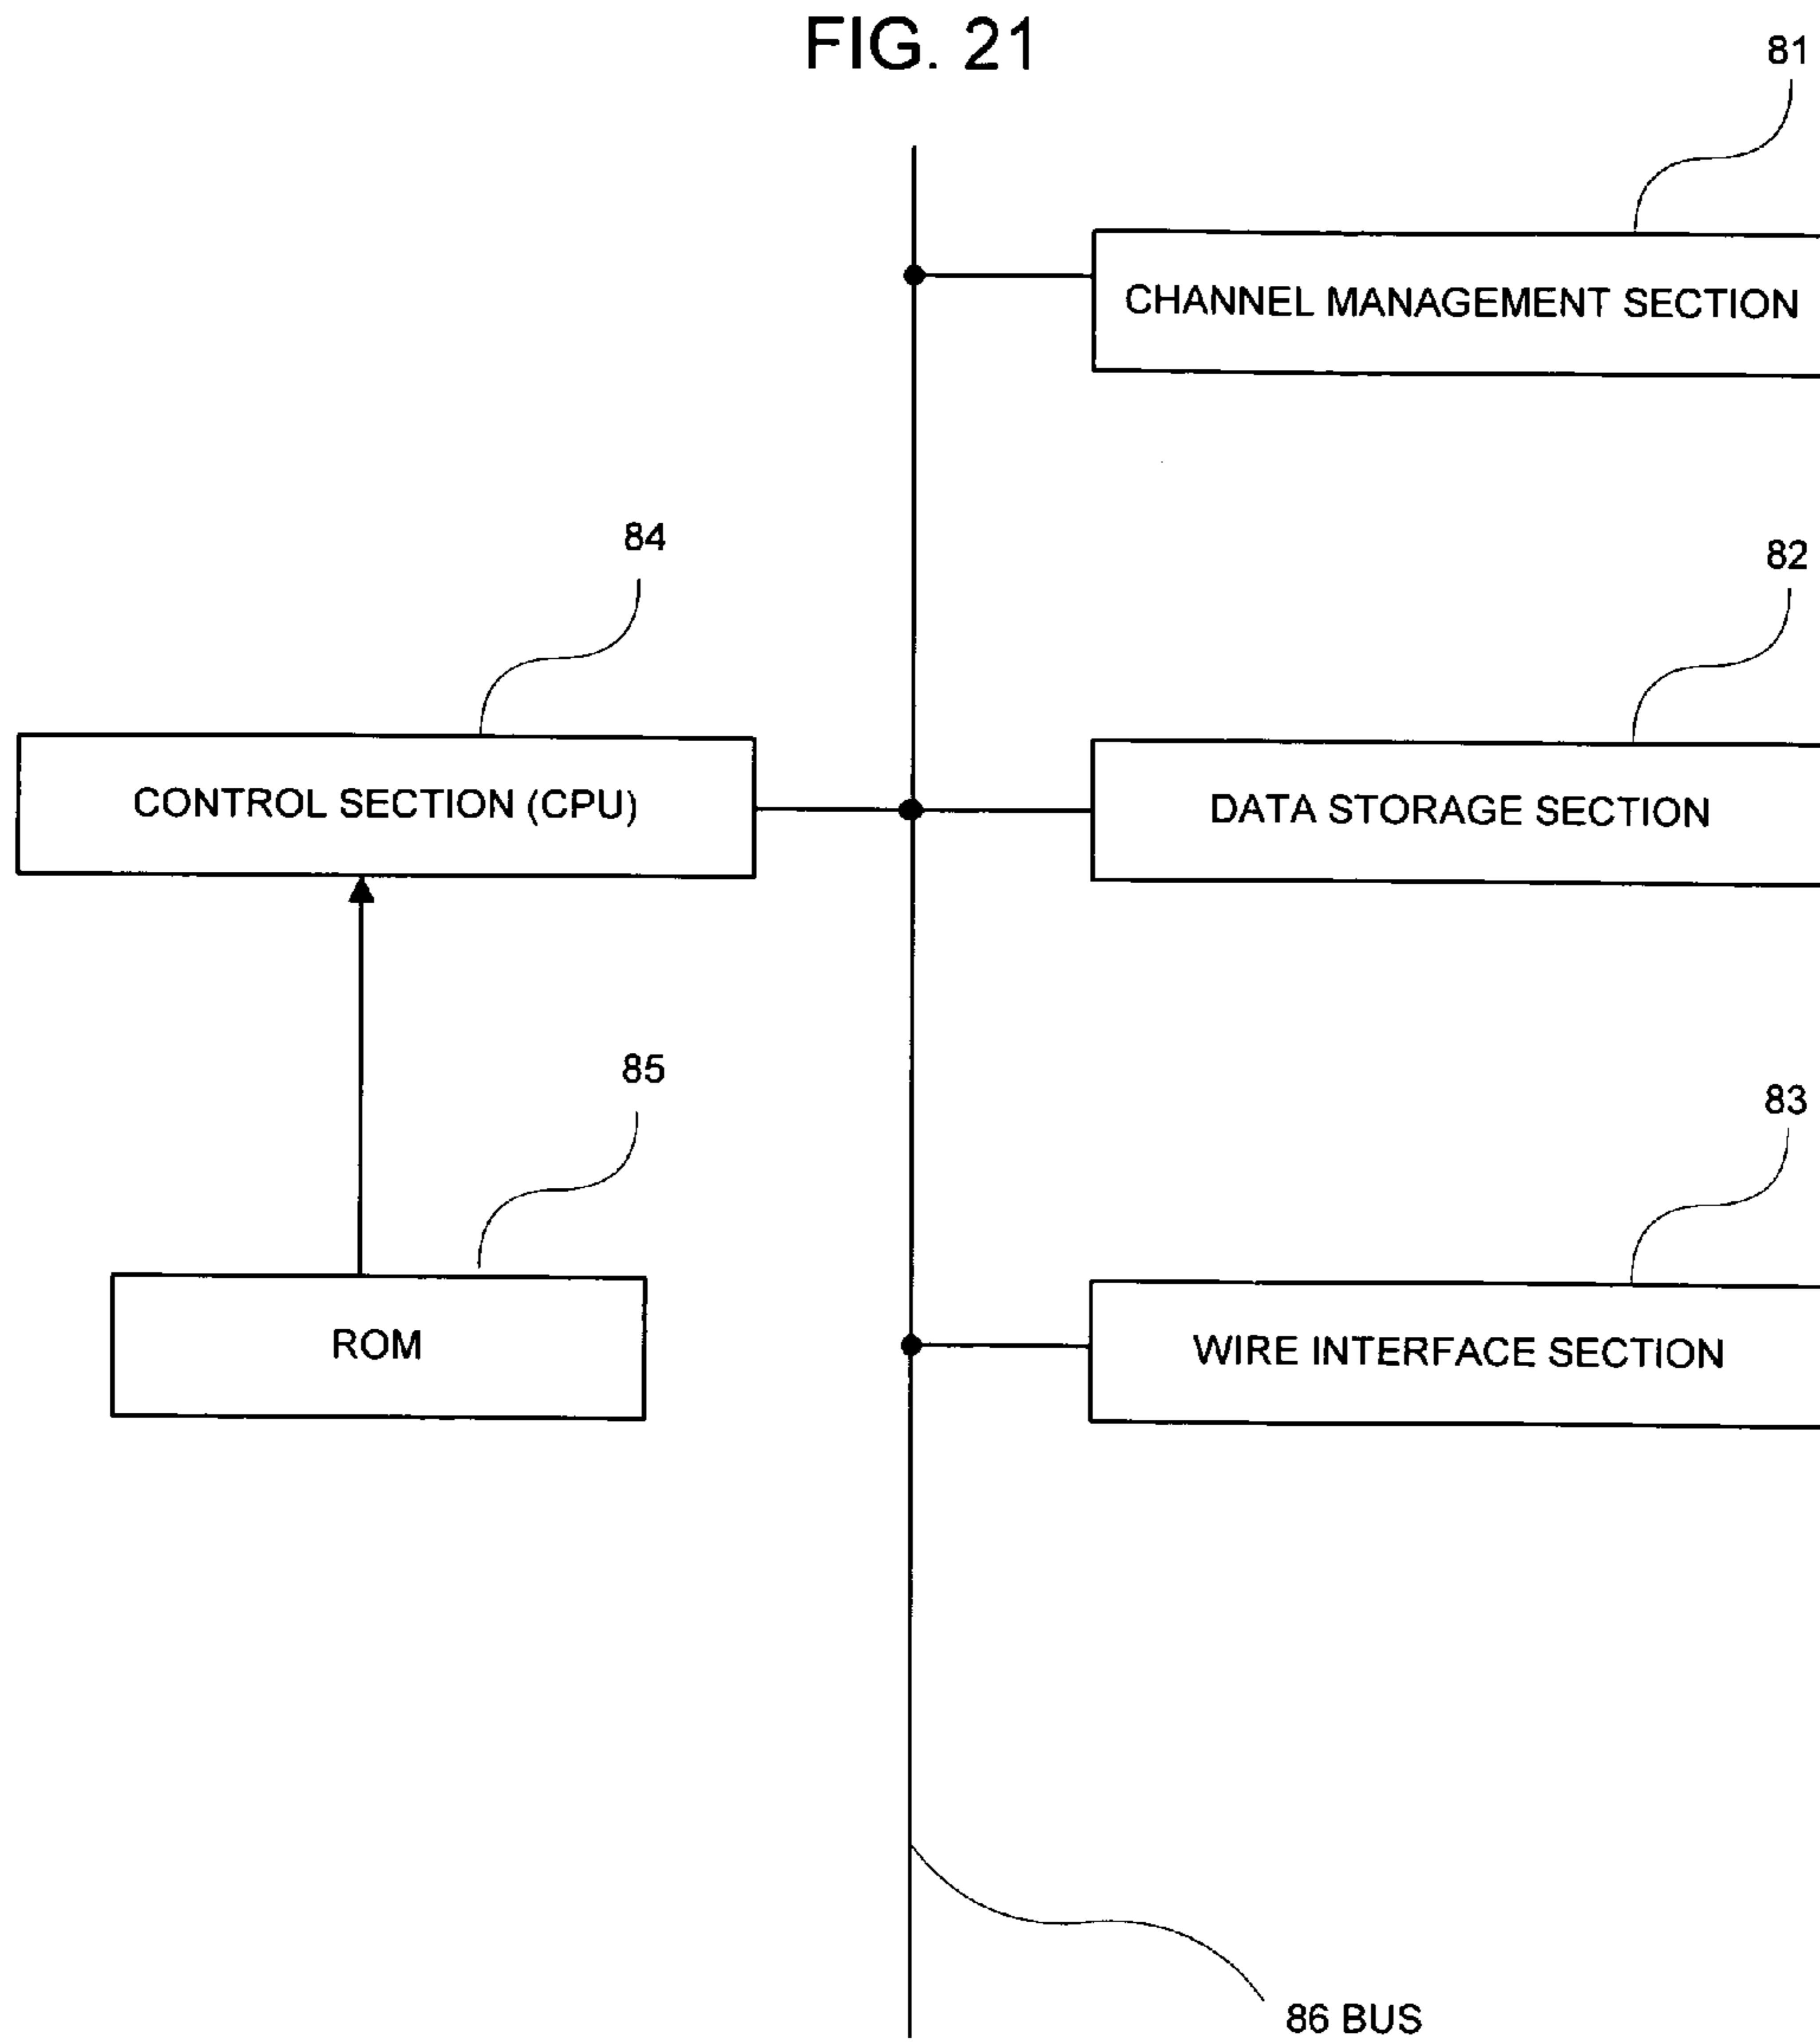 FIG. 21
81
CHANNEL MANAGEMENT SECTION
84
82
CONTROL SECTION (CPU)
DATA STORAGE SECTION
85
83
ROM
WIRE INTERFACE SECTION
86 BUS